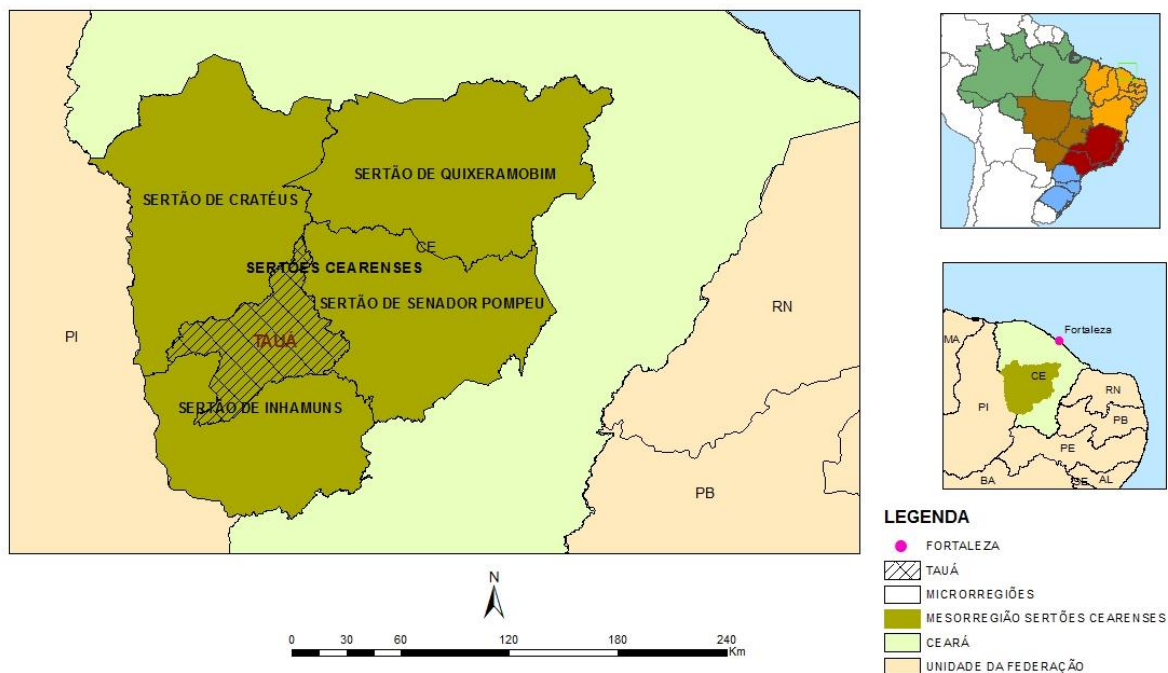 SERTÃO DE QUIXERAMOBIM
SERTÃO DE CRATÉUS
CE
SERTÕES CEARENSES
SERTÃO DE SENADOR POMPEU
RN
PI
TAUÁ
SERTÃO DE INHAMUNS
PB
N
0 30 60 120 180 240
Km
Fortaleza
MA
CE
RN
PI
PB
PE
BA
SE
AL
LEGENDA
FORTALEZA
TAUÁ
MICRORREGIÕES
MESORREGIÃO SERTÕES CEARENSES
CEARÁ
UNIDADE DA FEDERAÇÃO